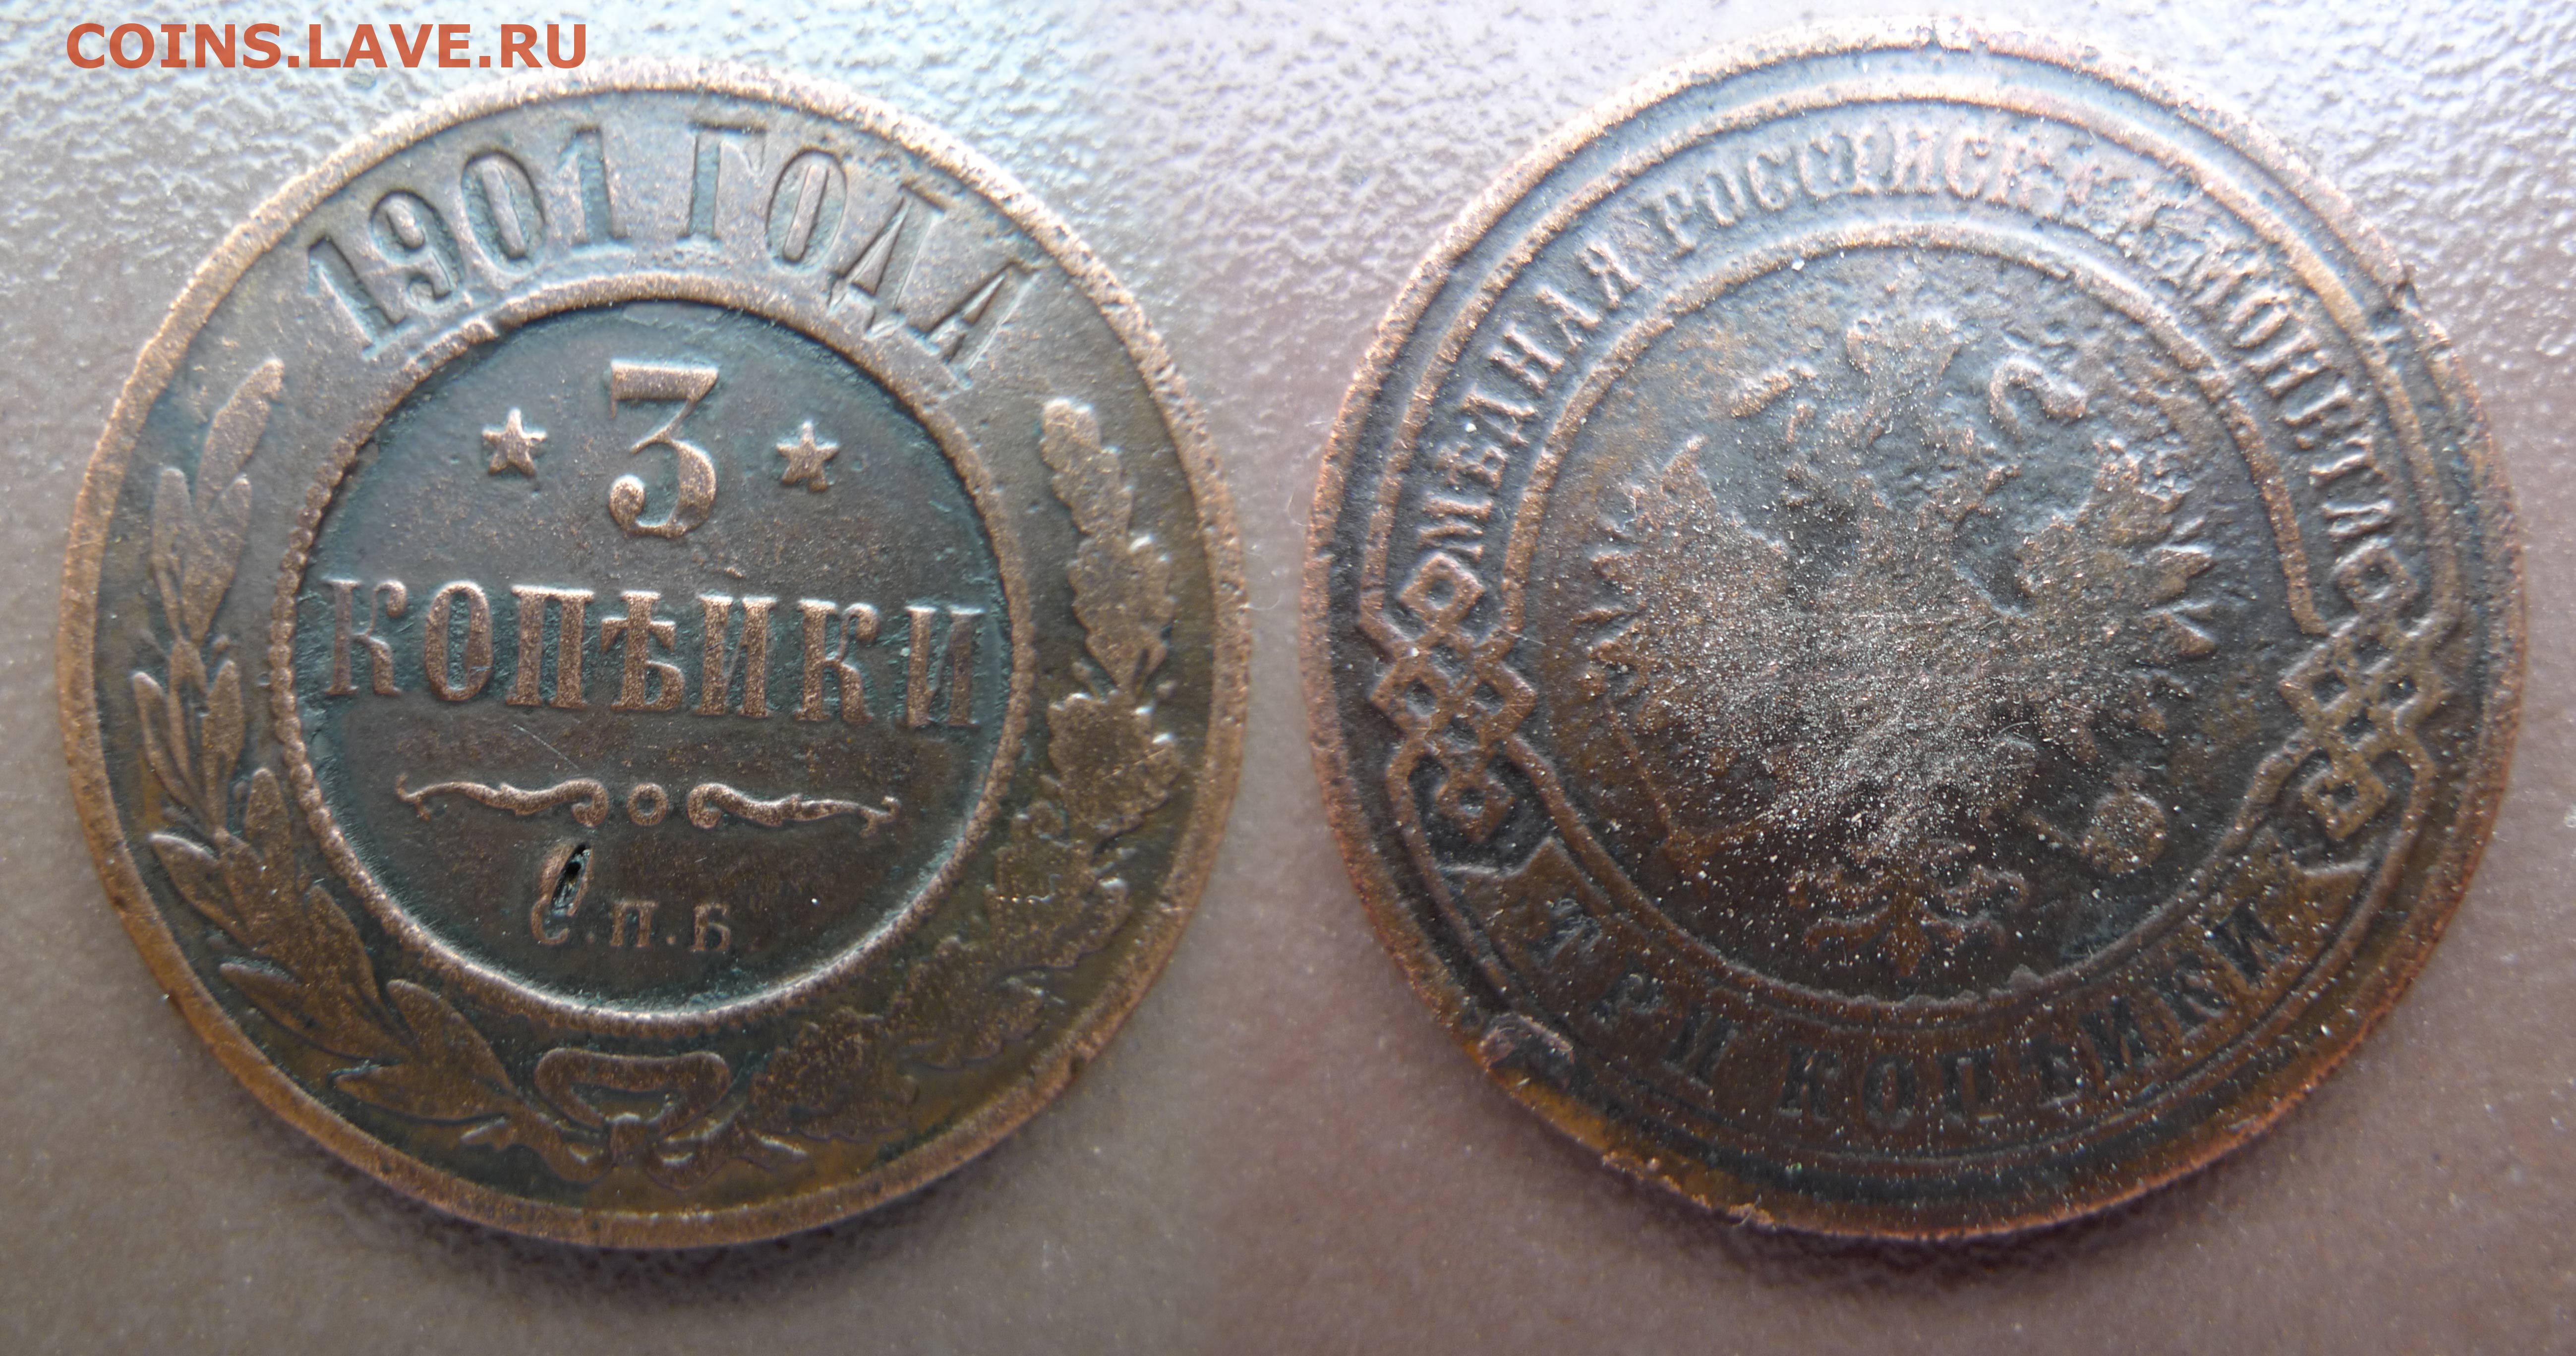 COINS.LAVE.RU
1901 ГОДА
3
КОПѢЙКИ
С.П.Б
МѢДНАЯ РОССІЙСКАЯ МОНЕТА
ТРИ КОПѢЙКИ